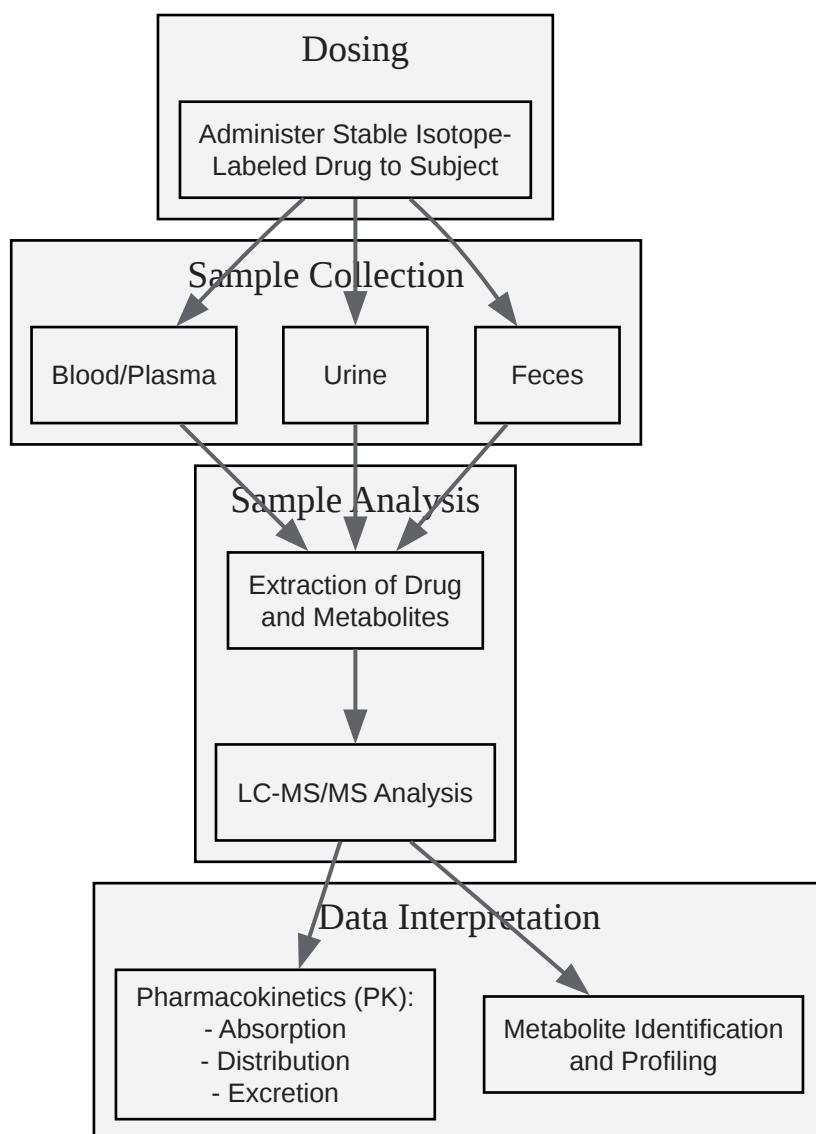 Dosing
Administer Stable Isotope-
Labeled Drug to Subject
Sample Collection
Blood/Plasma
Urine
Feces
Sample Analysis
Extraction of Drug
and Metabolites
LC-MS/MS Analysis
Data Interpretation
Pharmacokinetics (PK):
- Absorption
- Distribution
- Excretion
Metabolite Identification
and Profiling